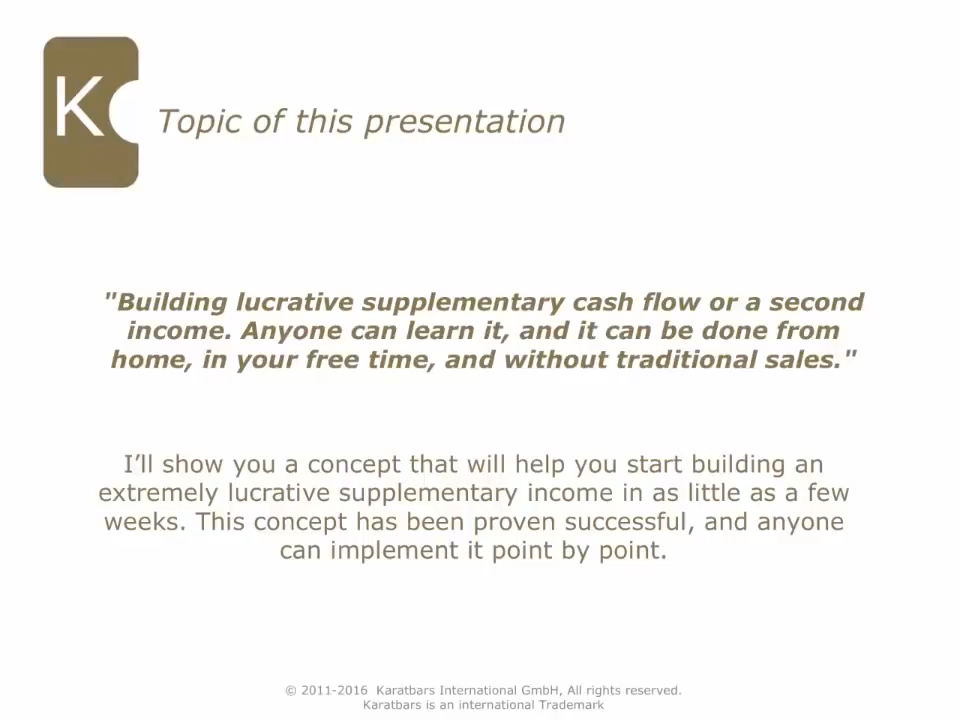 K
Topic of this presentation
"Building lucrative supplementary cash flow or a second
income. Anyone can learn it, and it can be done from
home, in your free time, and without traditional sales."
I’ll show you a concept that will help you start building an
extremely lucrative supplementary income in as little as a few
weeks. This concept has been proven successful, and anyone
can implement it point by point.
© 2011-2016 Karatbars International GmbH, All rights reserved.
Karatbars is an international Trademark